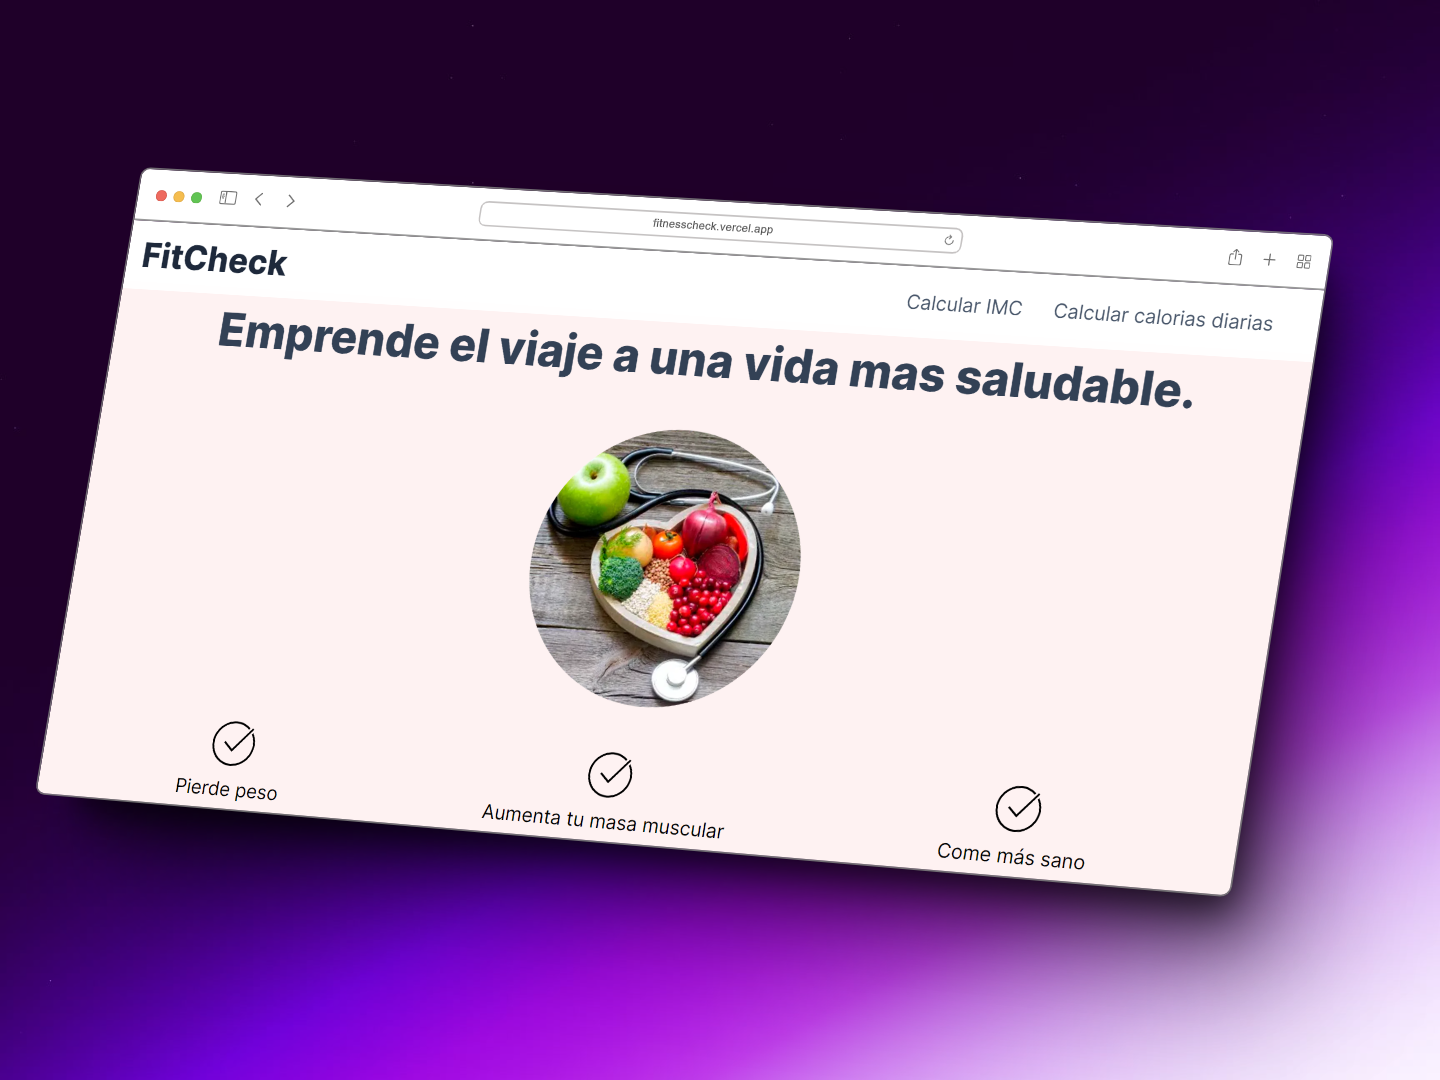 fitnesscheck.vercel.app
FitCheck
Calcular IMC
Calcular calorias diarias
Emprende el viaje a una vida mas saludable.
Pierde peso
Aumenta tu masa muscular
Come más sano